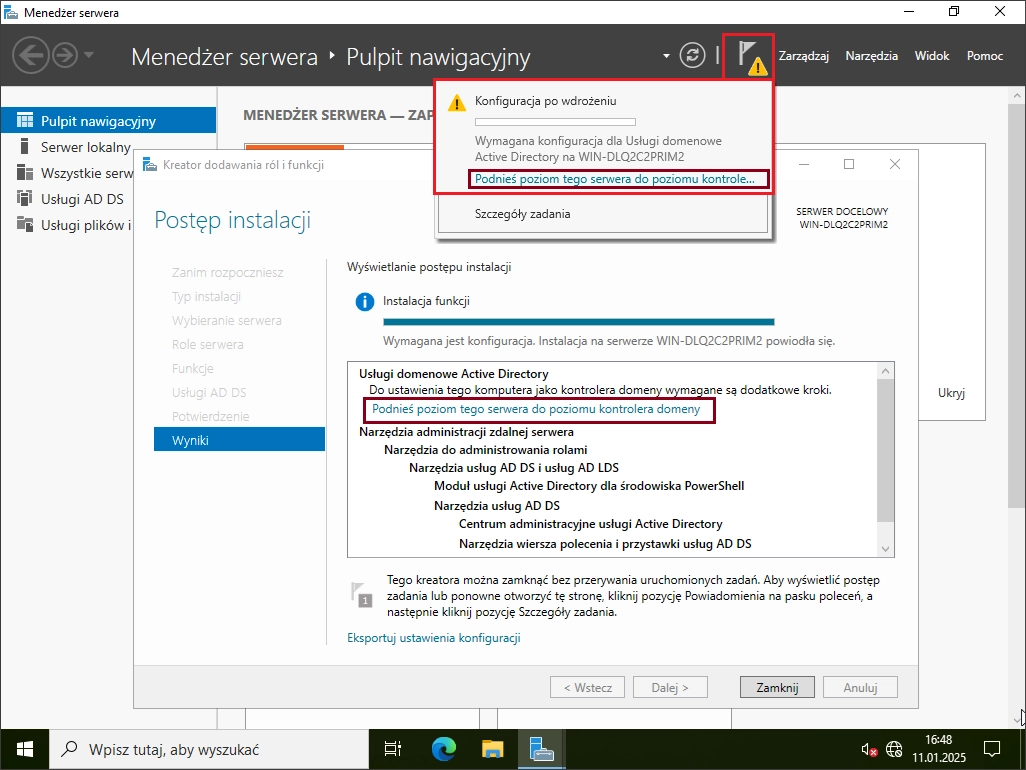 Menedżer serwera
Menedżer serwera
Pulpit nawigacyjny
Zarządzaj
Narzędzia
Widok
Pomoc
Pulpit nawigacyjny
Serwer lokalny
Wszystkie serw
Usługi AD DS
Usługi plików i
MENEDŻER SERWERA — ZAP
Konfiguracja po wdrożeniu
Wymagana konfiguracja dla Usługi domenowe
Active Directory na WIN-DLQ2C2PRIM2
Podnieś poziom tego serwera do poziomu kontrole...
Szczegóły zadania
Kreator dodawania ról i funkcji
Postęp instalacji
SERWER DOCELOWY
WIN-DLQ2C2PRIM2
Zanim rozpoczniesz
Typ instalacji
Wybieranie serwera
Role serwera
Funkcje
Usługi AD DS
Potwierdzenie
Wyniki
Wyświetlanie postępu instalacji
Instalacja funkcji
Wymagana jest konfiguracja. Instalacja na serwerze WIN-DLQ2C2PRIM2 powiodła się.
Usługi domenowe Active Directory
Do ustawienia tego komputera jako kontrolera domeny wymagane są dodatkowe kroki.
Podnieś poziom tego serwera do poziomu kontrolera domeny
Narzędzia administracji zdalnej serwera
Narzędzia do administrowania rolami
Narzędzia usług AD DS i usług AD LDS
Moduł usługi Active Directory dla środowiska PowerShell
Narzędzia usług AD DS
Centrum administracyjne usługi Active Directory
Narzędzia wiersza polecenia i przystawki usług AD DS
1
Tego kreatora można zamknąć bez przerywania uruchomionych zadań. Aby wyświetlić postęp
zadania lub ponowne otworzyć tę stronę, kliknij pozycję Powiadomienia na pasku poleceń, a
następnie kliknij pozycję Szczegóły zadania.
Eksportuj ustawienia konfiguracji
< Wstecz
Dalej >
Zamknij
Anuluj
Ukryj
Wpisz tutaj, aby wyszukać
16:48
11.01.2025